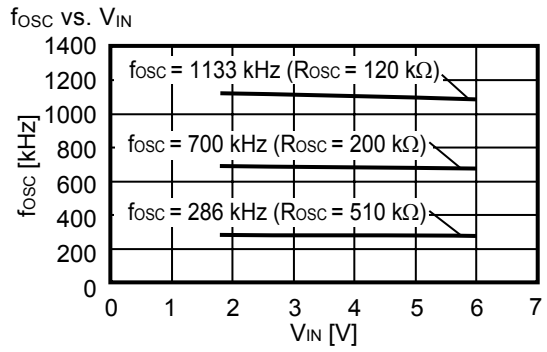 fOSC vs. VIN
1400
1200
1000
800
600
400
200
0
fOSC [kHz]
fOSC = 1133 kHz (ROSC = 120 kΩ)
fOSC = 700 kHz (ROSC = 200 kΩ)
fOSC = 286 kHz (ROSC = 510 kΩ)
0 1 2 3 4 5 6 7
VIN [V]